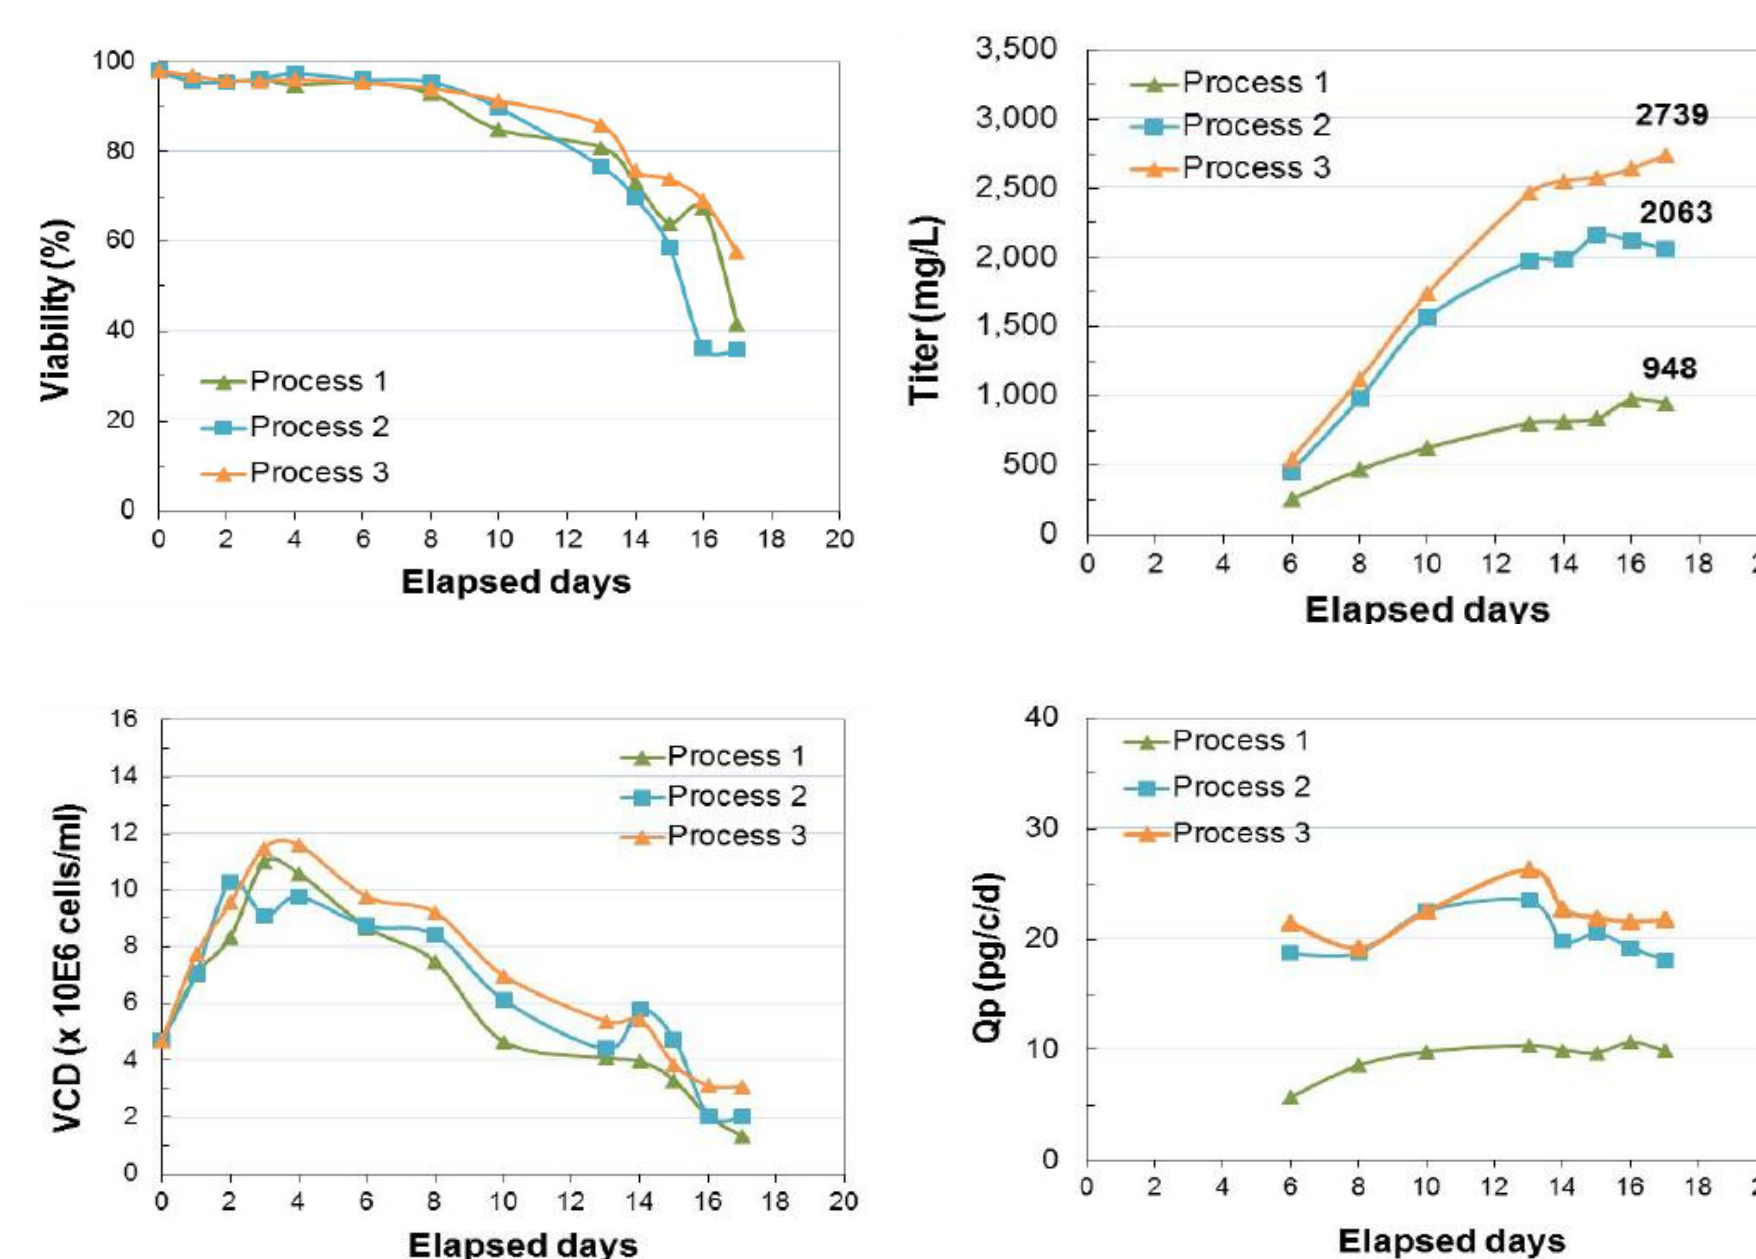 100
80
60
40
20
0
Viability (%)
Process 1
Process 2
Process 3
0 2 4 6 8 10 12 14 16 18 20
Elapsed days
3,500
3,000
2,500
2,000
1,500
1,000
500
0
Titer (mg/L)
Process 1
Process 2
Process 3
2739
2063
948
0 2 4 6 8 10 12 14 16 18
Elapsed days
16
14
12
10
8
6
4
2
0
VCD (x 10E6 cells/ml)
Process 1
Process 2
Process 3
0 2 4 6 8 10 12 14 16 18 20
Elapsed days
40
30
20
10
0
Qp (pg/c/d)
Process 1
Process 2
Process 3
0 2 4 6 8 10 12 14 16 18
Elapsed days